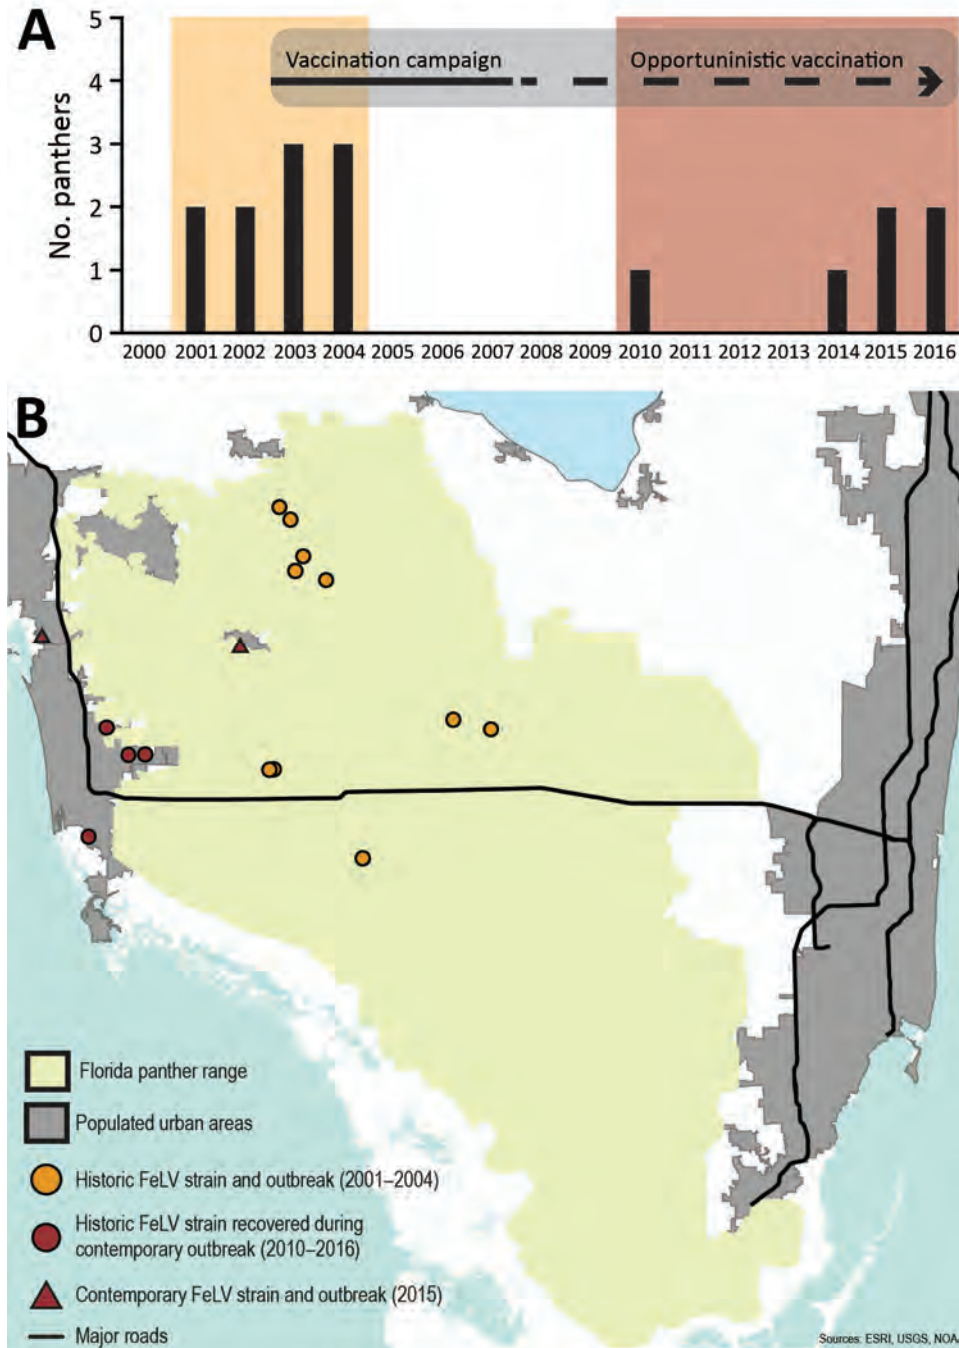 A
5
Vaccination campaign
Opportuninistic vaccination
4
3
2
1
0
No. panthers
2000 2001 2002 2003 2004 2005 2006 2007 2008 2009 2010 2011 2012 2013 2014 2015 2016
B
Florida panther range
Populated urban areas
Historic FeLV strain and outbreak (2001–2004)
Historic FeLV strain recovered during
contemporary outbreak (2010–2016)
Contemporary FeLV strain and outbreak (2015)
Major roads
Sources: ESRI, USGS, NOA